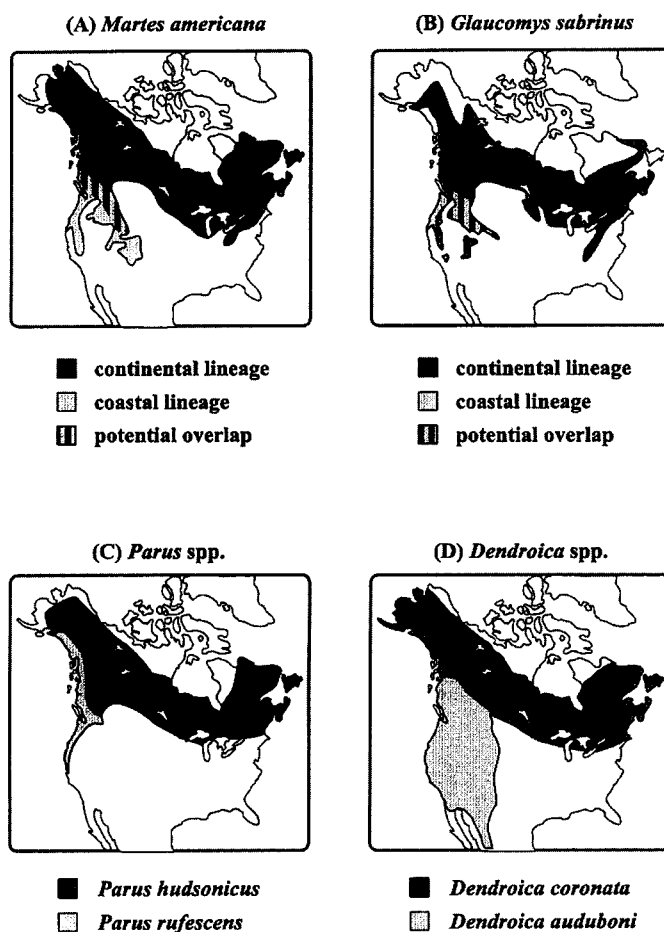 (A) Martes americana
(B) Glaucomys sabrinus
continental lineage
coastal lineage
potential overlap
continental lineage
coastal lineage
potential overlap
(C) Parus spp.
(D) Dendroica spp.
Parus hudsonicus
Parus rufescens
Dendroica coronata
Dendroica auduboni